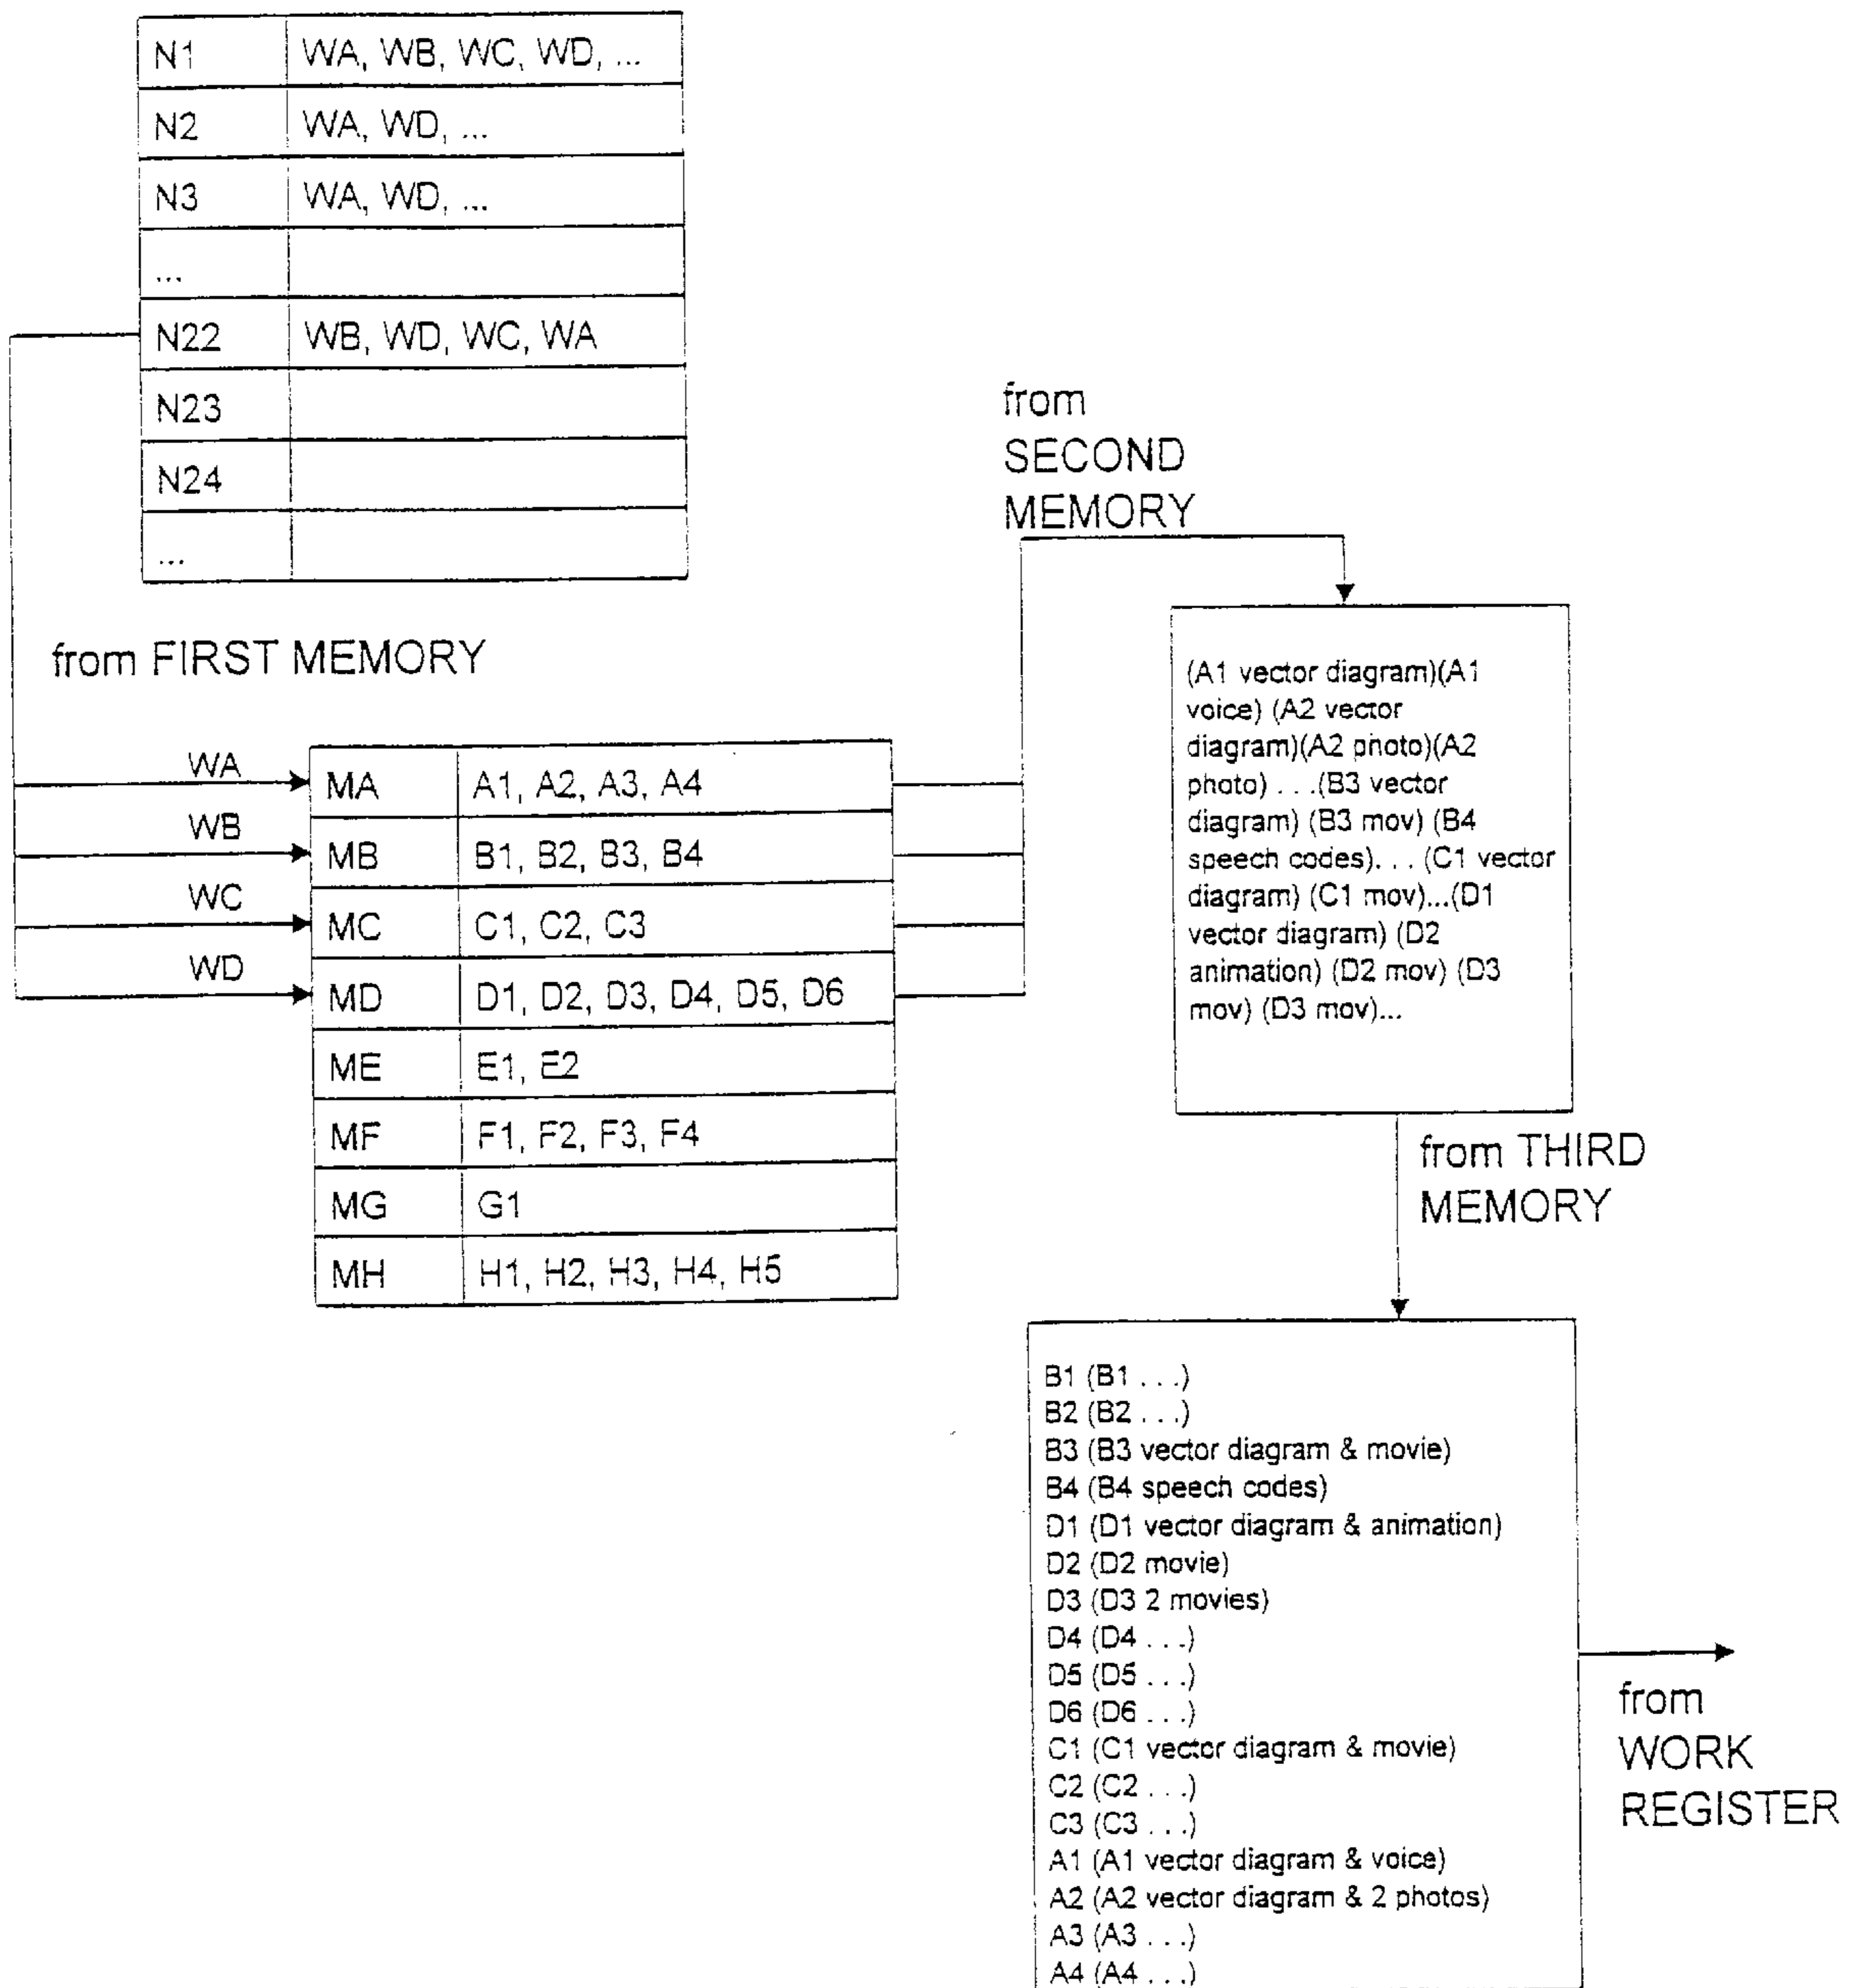 N1 WA, WB, WC, WD, ...
N2 WA, WD, ...
N3 WA, WD, ...
...
N22 WB, WD, WC, WA
N23
N24
...
from FIRST MEMORY
WA
WB
WC
WD
MA A1, A2, A3, A4
MB B1, B2, B3, B4
MC C1, C2, C3
MD D1, D2, D3, D4, D5, D6
ME E1, E2
MF F1, F2, F3, F4
MG G1
MH H1, H2, H3, H4, H5
from
SECOND
MEMORY
(A1 vector diagram)(A1
voice) (A2 vector
diagram)(A2 photo)(A2
photo) . . .(B3 vector
diagram) (B3 mov) (B4
speech codes). . . (C1 vector
diagram) (C1 mov)...(D1
vector diagram) (D2
animation) (D2 mov) (D3
mov) (D3 mov)...
from THIRD
MEMORY
B1 (B1 . . .)
B2 (B2 . . .)
B3 (B3 vector diagram & movie)
B4 (B4 speech codes)
D1 (D1 vector diagram & animation)
D2 (D2 movie)
D3 (D3 2 movies)
D4 (D4 . . .)
D5 (D5 . . .)
D6 (D6 . . .)
C1 (C1 vector diagram & movie)
C2 (C2 . . .)
C3 (C3 . . .)
A1 (A1 vector diagram & voice)
A2 (A2 vector diagram & 2 photos)
A3 (A3 . . .)
A4 (A4 . . .)
from
WORK
REGISTER